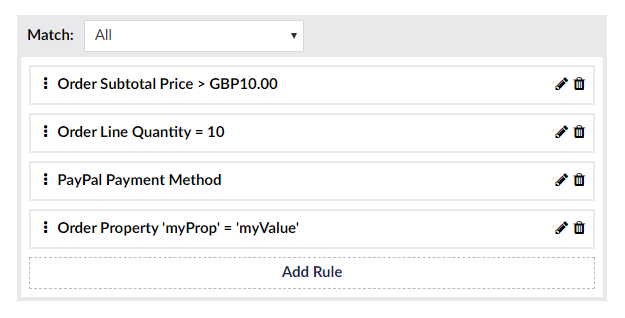 Match: All
Order Subtotal Price > GBP10.00
Order Line Quantity = 10
PayPal Payment Method
Order Property 'myProp' = 'myValue'
Add Rule